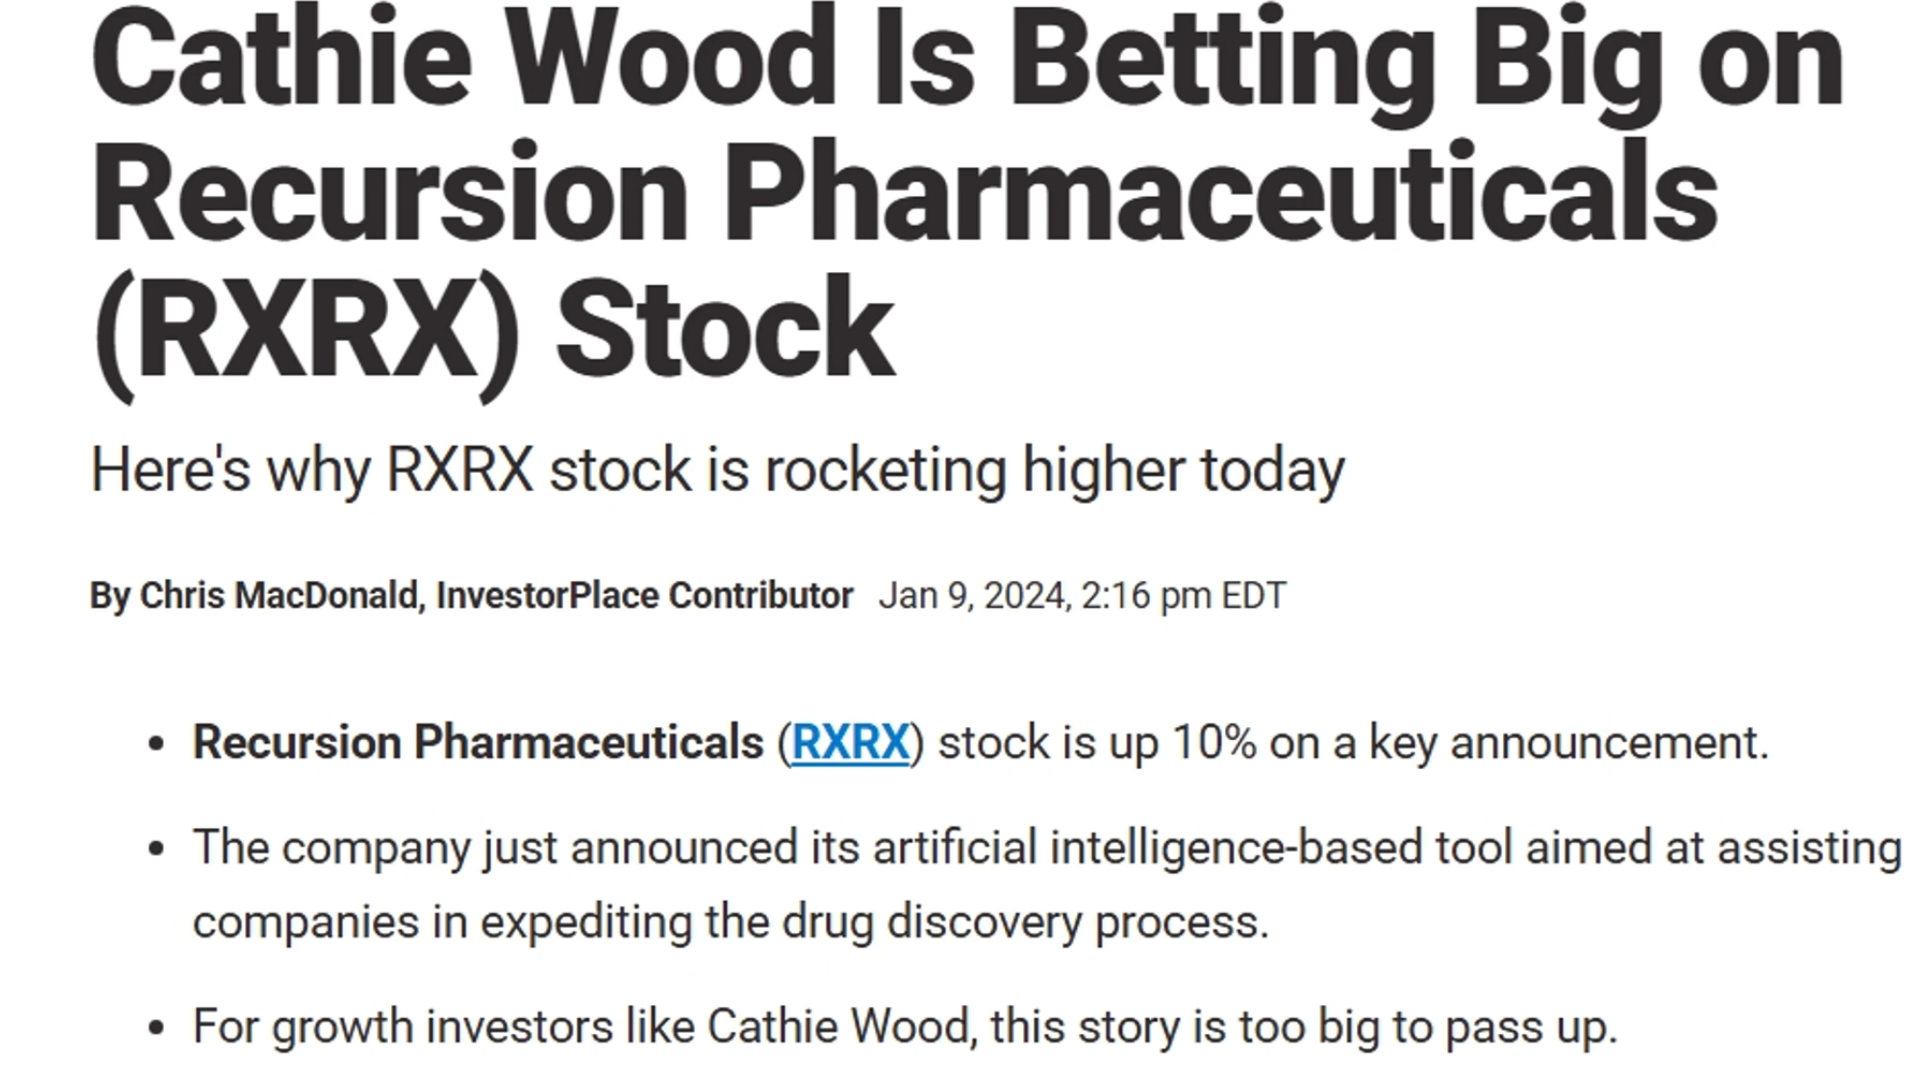 Cathie Wood Is Betting Big on
Recursion Pharmaceuticals
(RXRX) Stock
Here's why RXRX stock is rocketing higher today
By Chris MacDonald, InvestorPlace Contributor Jan 9, 2024, 2:16 pm EDT
• Recursion Pharmaceuticals (RXRX) stock is up 10% on a key announcement.
• The company just announced its artificial intelligence-based tool aimed at assisting
companies in expediting the drug discovery process.
• For growth investors like Cathie Wood, this story is too big to pass up.